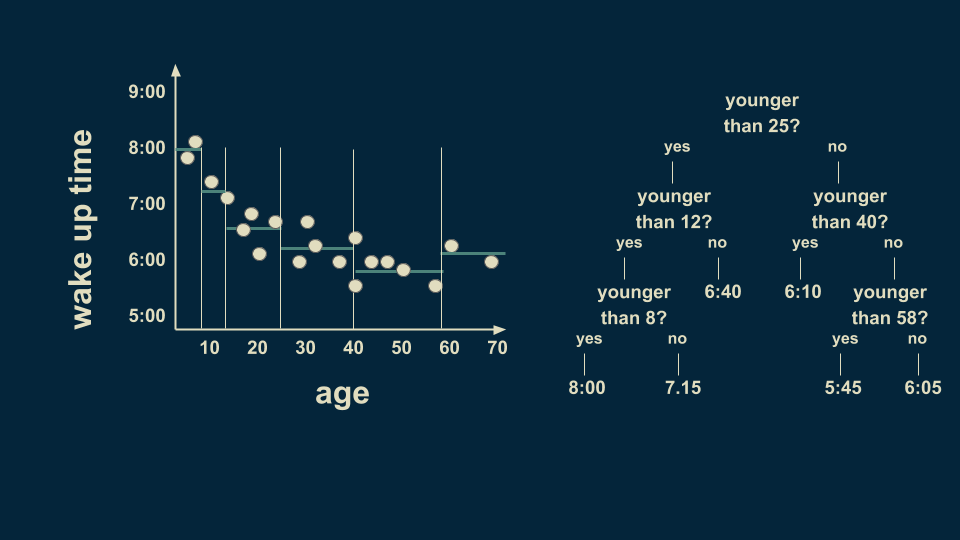 wake up time
9:00
8:00
7:00
6:00
5:00
10 20 30 40 50 60 70
age
younger
than 25?
yes no
younger younger
than 12? than 40?
yes no yes no
younger 6:40 6:10 younger
than 8? than 58?
yes no yes no
8:00 7.15 5:45 6:05